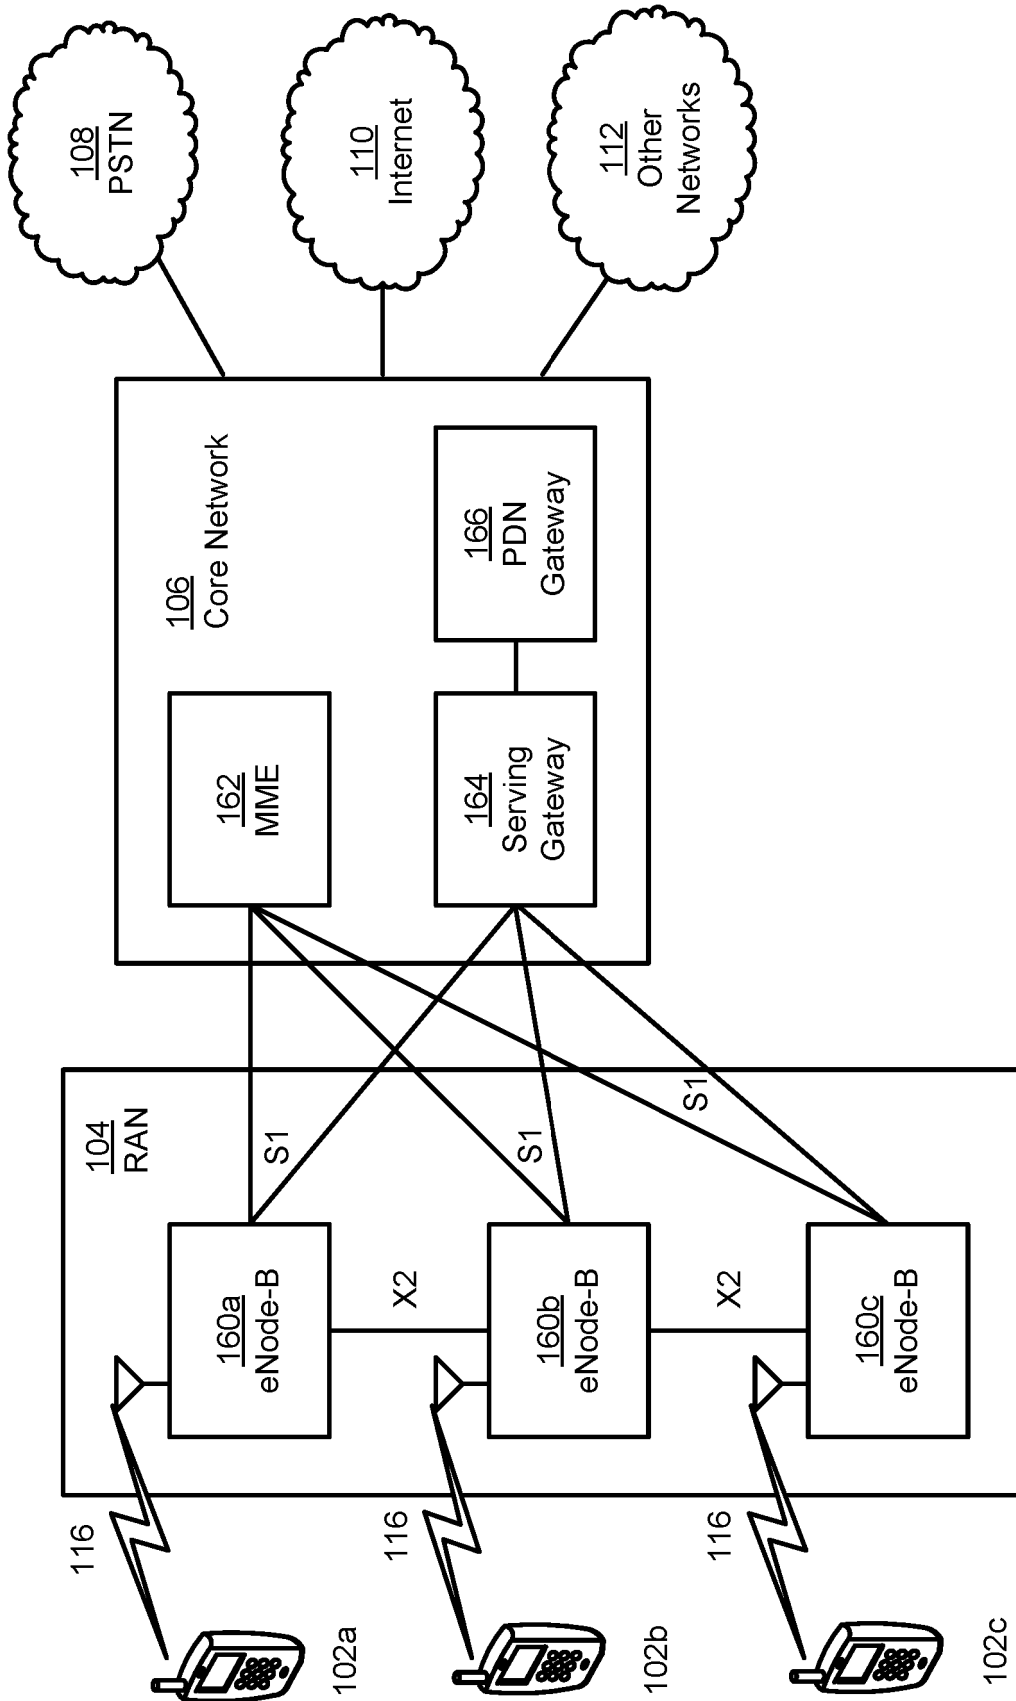 102a
116
160a
eNode-B
104
RAN
S1
X2
102b
116
160b
eNode-B
S1
X2
102c
116
160c
eNode-B
S1
106
Core Network
162
MME
164
Serving
Gateway
166
PDN
Gateway
108
PSTN
110
Internet
112
Other
Networks